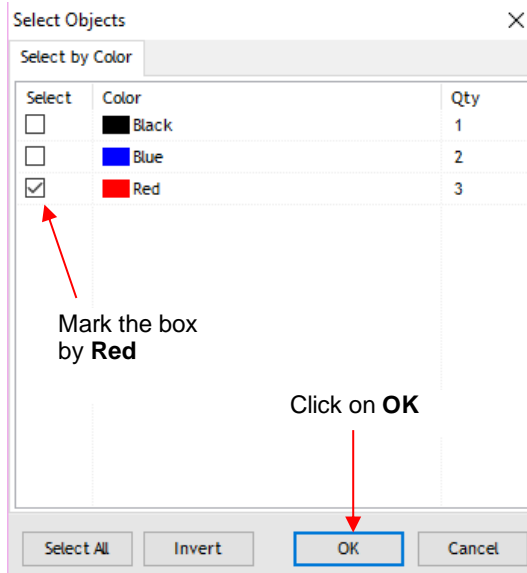 Select Objects
Select by Color
Select Color Qty
Black 1
Blue 2
Red 3
Mark the box
by Red
Click on OK
Select All Invert OK Cancel